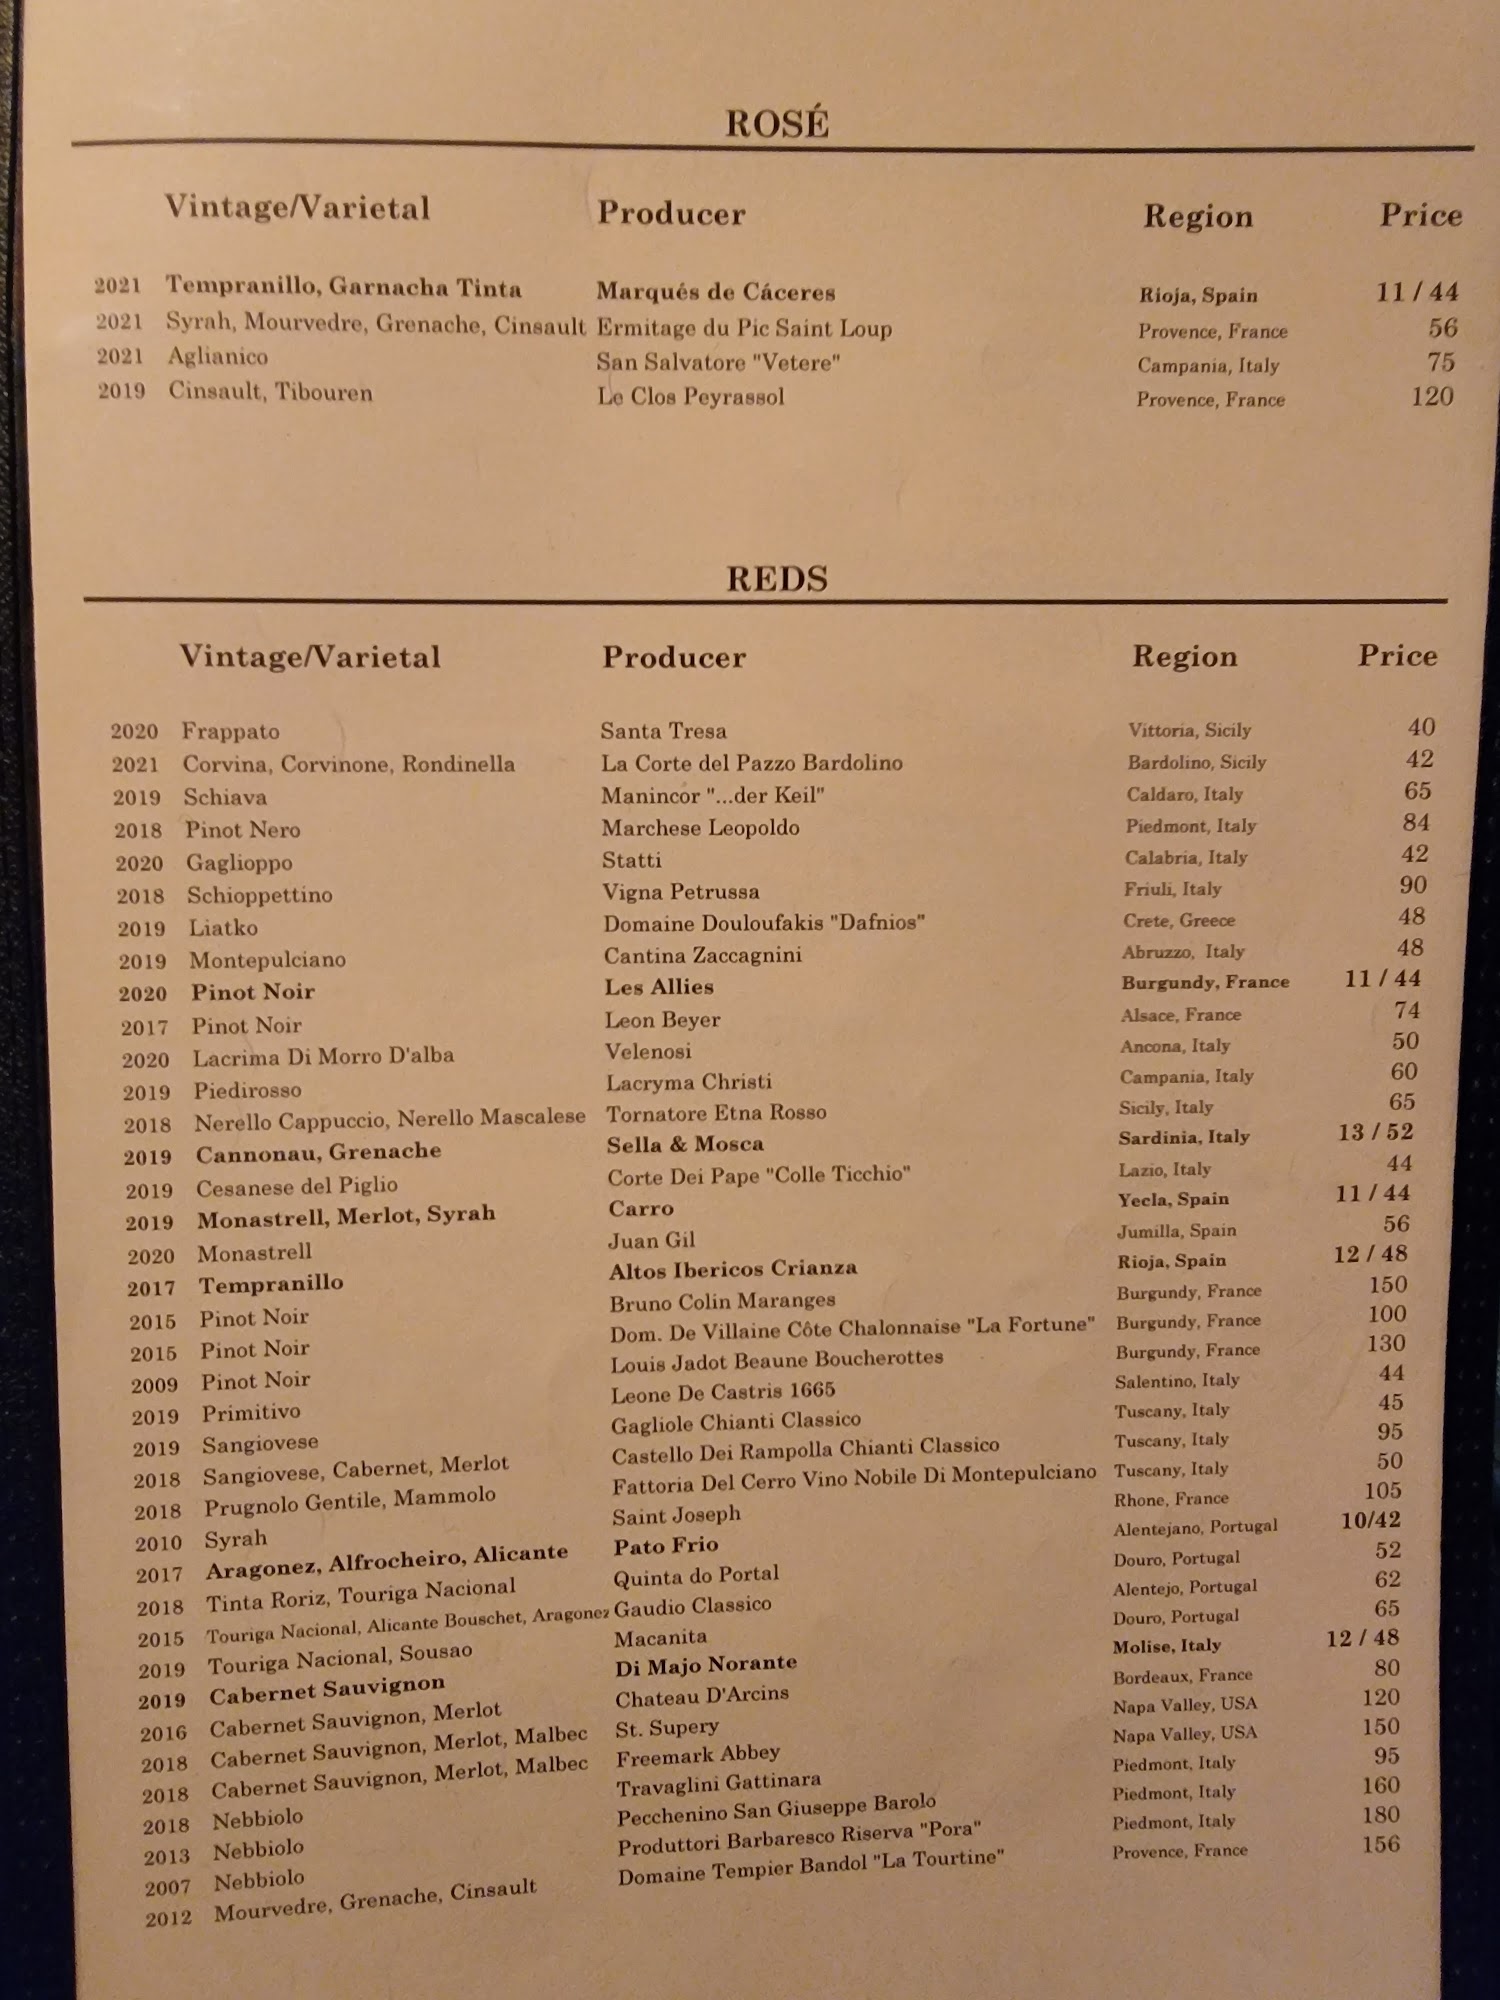 ROSÉ
Vintage/Varietal Producer Region Price
2021 Tempranillo, Garnacha Tinta Marqués de Cáceres Rioja, Spain 11 / 44
2021 Syrah, Mourvedre, Grenache, Cinsault Ermitage du Pic Saint Loup Provence, France 56
2021 Aglianico San Salvatore "Vetere" Campania, Italy 75
2019 Cinsault, Tibouren Le Clos Peyrassol Provence, France 120
REDS
Vintage/Varietal Producer Region Price
2020 Frappato Santa Tresa Vittoria, Sicily 40
2021 Corvina, Corvinone, Rondinella La Corte del Pazzo Bardolino Bardolino, Sicily 42
2019 Schiava Manincor "...der Keil" Caldaro, Italy 65
2018 Pinot Nero Marchese Leopoldo Piedmont, Italy 84
2020 Gaglioppo Statti Calabria, Italy 42
2018 Schioppettino Vigna Petrussa Friuli, Italy 90
2019 Liatko Domaine Douloufakis "Dafnios" Crete, Greece 48
2019 Montepulciano Cantina Zaccagnini Abruzzo, Italy 48
2020 Pinot Noir Les Allies Burgundy, France 11 / 44
2017 Pinot Noir Leon Beyer Alsace, France 74
2020 Lacrima Di Morro D'alba Velenosi Ancona, Italy 50
2019 Piedirosso Lacryma Christi Campania, Italy 60
2018 Nerello Cappuccio, Nerello Mascalese Tornatore Etna Rosso Sicily, Italy 65
2019 Cannonau, Grenache Sella & Mosca Sardinia, Italy 13 / 52
2019 Cesanese del Piglio Corte Dei Pape "Colle Ticchio" Lazio, Italy 44
2019 Monastrell, Merlot, Syrah Carro Yecla, Spain 11 / 44
2020 Monastrell Juan Gil Jumilla, Spain 56
2017 Tempranillo Altos Ibericos Crianza Rioja, Spain 12 / 48
2015 Pinot Noir Bruno Colin Maranges Burgundy, France 150
2015 Pinot Noir Dom. De Villaine Côte Chalonnaise "La Fortune" Burgundy, France 100
2009 Pinot Noir Louis Jadot Beaune Boucherottes Burgundy, France 130
2019 Primitivo Leone De Castris 1665 Salentino, Italy 44
2019 Sangiovese Gagliole Chianti Classico Tuscany, Italy 45
2018 Sangiovese, Cabernet, Merlot Castello Dei Rampolla Chianti Classico Tuscany, Italy 95
2018 Prugnolo Gentile, Mammolo Fattoria Del Cerro Vino Nobile Di Montepulciano Tuscany, Italy 50
2010 Syrah Saint Joseph Rhone, France 105
2017 Aragonez, Alfrocheiro, Alicante Pato Frio Alentejano, Portugal 10/42
2018 Tinta Roriz, Touriga Nacional Quinta do Portal Douro, Portugal 52
2015 Touriga Nacional, Alicante Bouschet, Aragonez Gaudio Classico Alentejo, Portugal 62
2019 Touriga Nacional, Sousao Macanita Douro, Portugal 65
2019 Cabernet Sauvignon Di Majo Norante Molise, Italy 12 / 48
2016 Cabernet Sauvignon, Merlot Chateau D'Arcins Bordeaux, France 80
2018 Cabernet Sauvignon, Merlot, Malbec St. Supery Napa Valley, USA 120
2018 Cabernet Sauvignon, Merlot, Malbec Freemark Abbey Napa Valley, USA 150
2018 Nebbiolo Travaglini Gattinara Piedmont, Italy 95
2013 Nebbiolo Pecchenino San Giuseppe Barolo Piedmont, Italy 160
2007 Nebbiolo Produttori Barbaresco Riserva "Pora" Piedmont, Italy 180
2012 Mourvedre, Grenache, Cinsault Domaine Tempier Bandol "La Tourtine" Provence, France 156